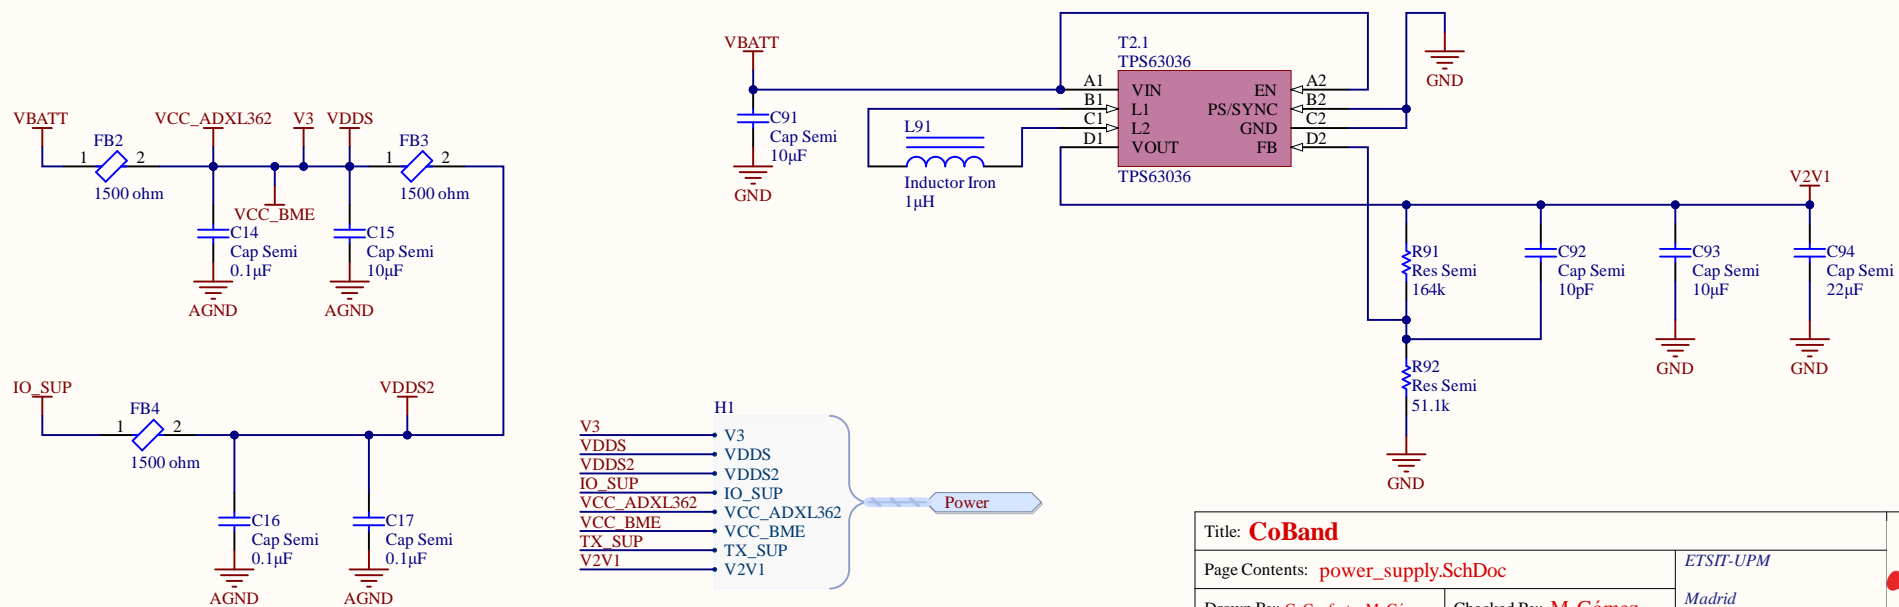 VBATT
FB2
1 2
1500 ohm
VCC_ADXL362
V3
VDDS
FB3
1 2
1500 ohm
VCC_BME
C14
Cap Semi
0.1µF
AGND
C15
Cap Semi
10µF
AGND
IO_SUP
FB4
1 2
1500 ohm
VDDS2
C16
Cap Semi
0.1µF
AGND
C17
Cap Semi
0.1µF
AGND
VBATT
C91
Cap Semi
10µF
GND
L91
Inductor Iron
1µH
T2.1
TPS63036
A1 VIN EN A2
B1 L1 PS/SYNC B2
C1 L2 GND C2
D1 VOUT FB D2
TPS63036
GND
V2V1
R91
Res Semi
164k
C92
Cap Semi
10pF
C93
Cap Semi
10µF
GND
C94
Cap Semi
22µF
GND
R92
Res Semi
51.1k
GND
H1
V3 V3
VDDS VDDS
VDDS2 VDDS2
IO_SUP IO_SUP
VCC_ADXL362 VCC_ADXL362
VCC_BME VCC_BME
TX_SUP TX_SUP
V2V1 V2V1
Power
Title: CoBand
Page Contents: power_supply.SchDoc
ETSIT-UPM
Madrid
Checked By: M. Gómez